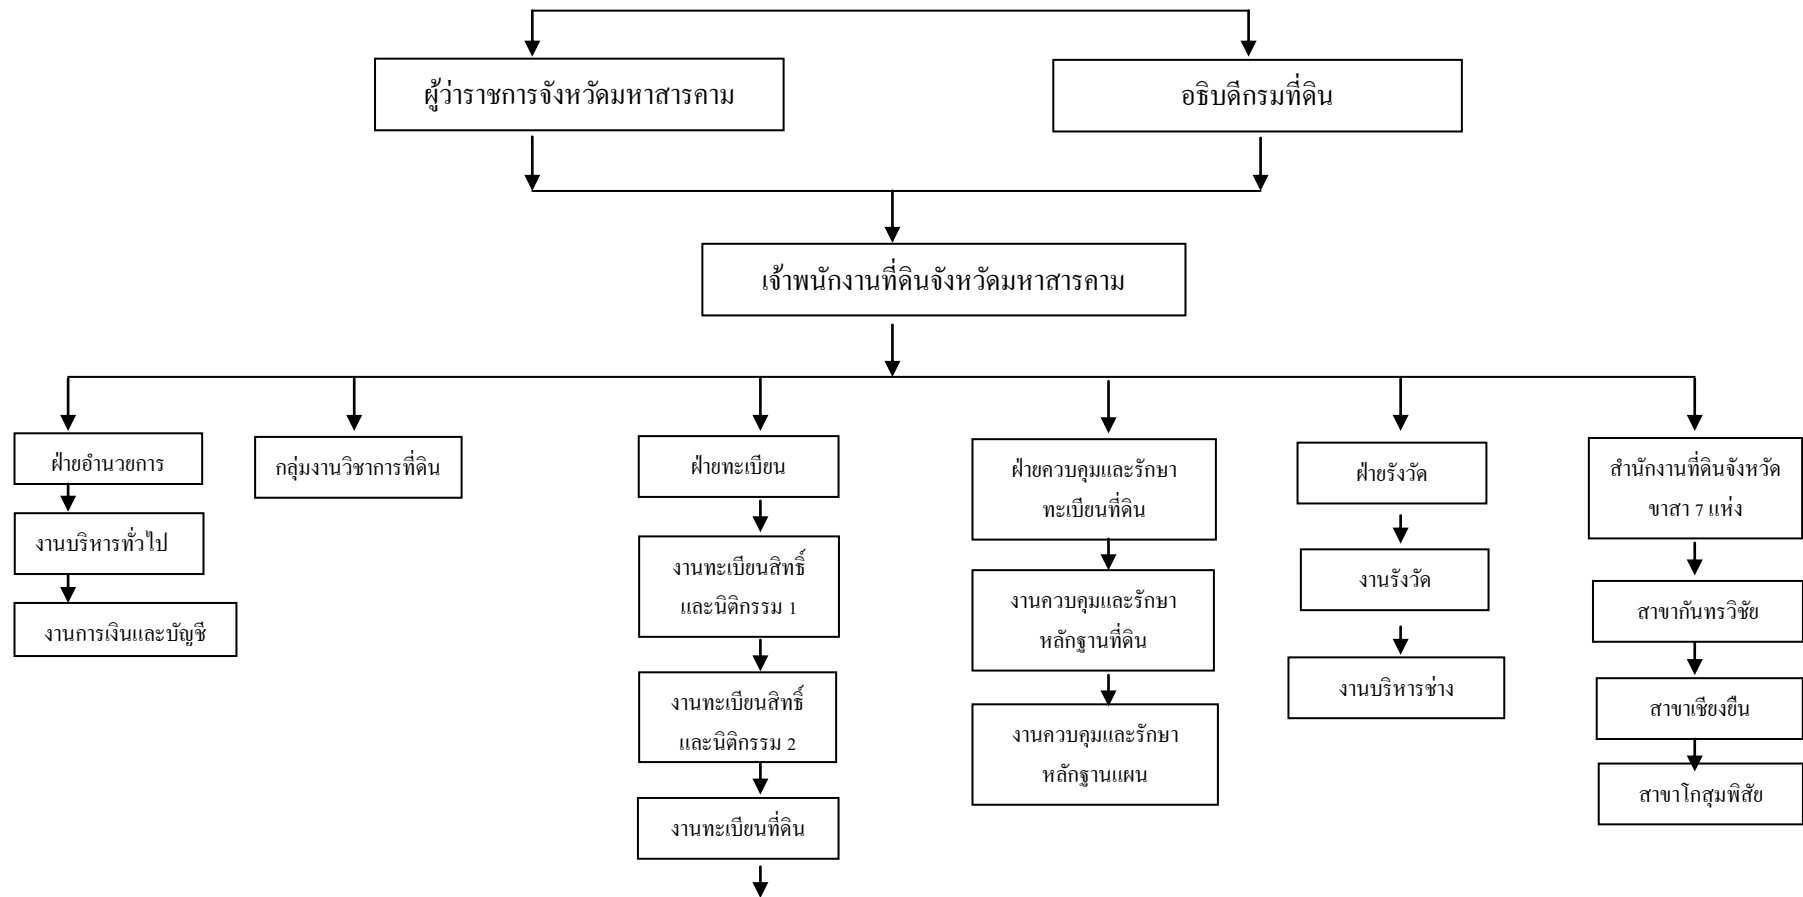 ผู้ว่าราชการจังหวัดมหาสารคาม
อธิบดีกรมที่ดิน
เจ้าพนักงานที่ดินจังหวัดมหาสารคาม
ฝ่ายอำนวยการ
งานบริหารทั่วไป
งานการเงินและบัญชี
กลุ่มงานวิชาการที่ดิน
ฝ่ายทะเบียน
งานทะเบียนสิทธิ์
และนิติกรรม 1
งานทะเบียนสิทธิ์
และนิติกรรม 2
งานทะเบียนที่ดิน
ฝ่ายควบคุมและรักษา
ทะเบียนที่ดิน
งานควบคุมและรักษา
หลักฐานที่ดิน
งานควบคุมและรักษา
หลักฐานแผน
ฝ่ายรังวัด
งานรังวัด
งานบริหารช่าง
สำนักงานที่ดินจังหวัด
ขาสา 7 แห่ง
สาขากันทรวิชัย
สาขาเชียงยืน
สาขาโกสุมพิสัย